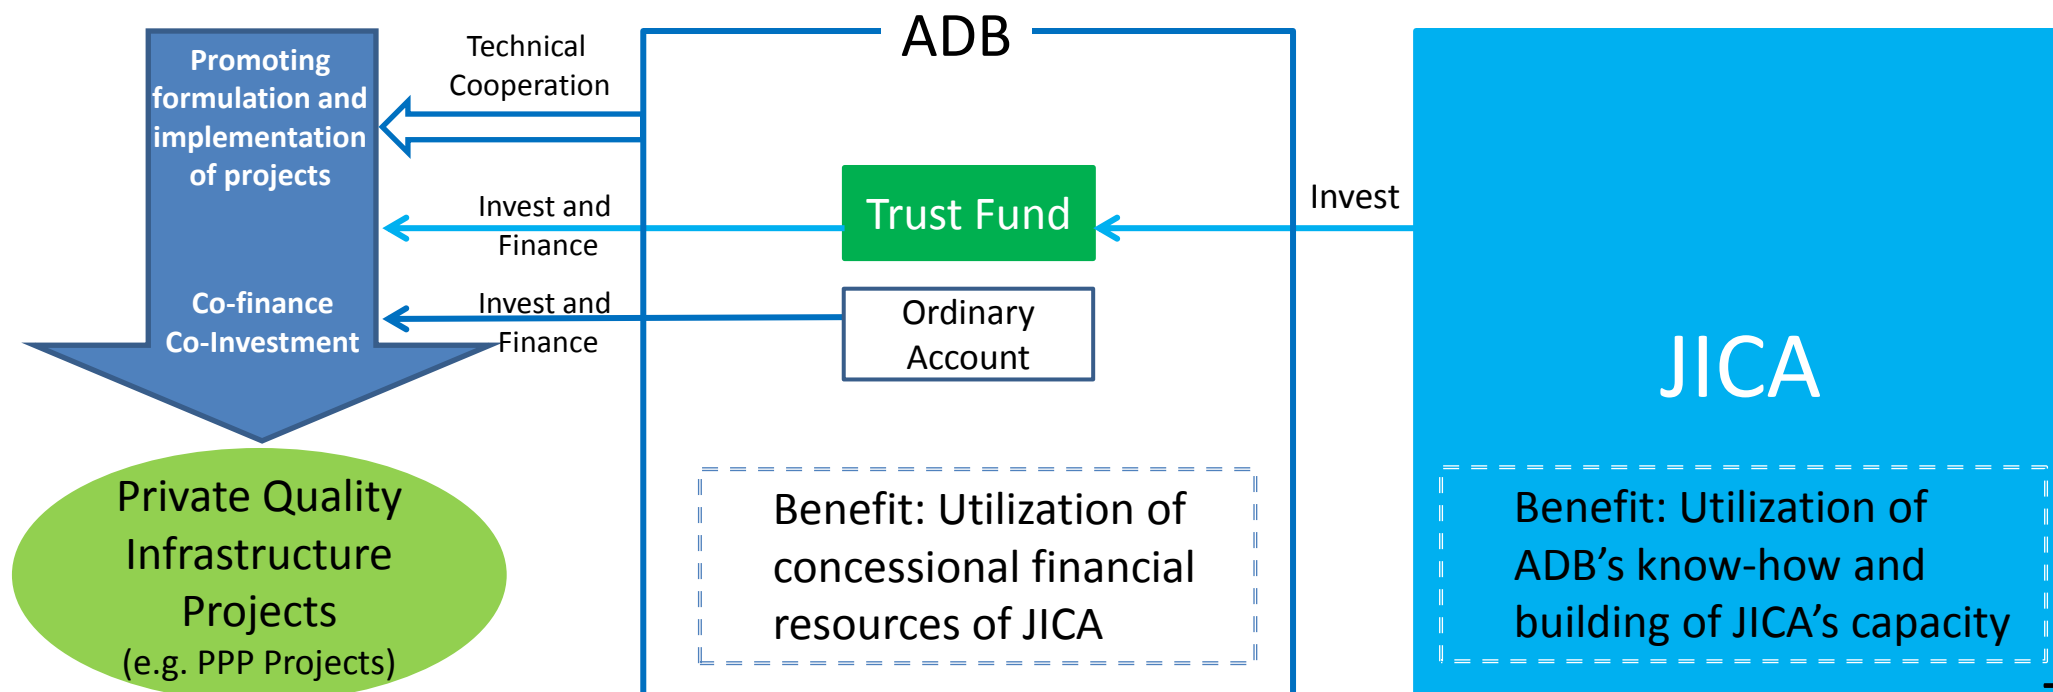 Promoting
formulation and
implementation
of projects
Co-finance
Co-Investment
Private Quality
Infrastructure
Projects
(e.g. PPP Projects)
Technical
Cooperation
Invest and
Finance
Invest and
Finance
ADB
Trust Fund
Ordinary
Account
Benefit: Utilization of
concessional financial
resources of JICA
Invest
JICA
Benefit: Utilization of
ADB’s know-how and
building of JICA’s capacity